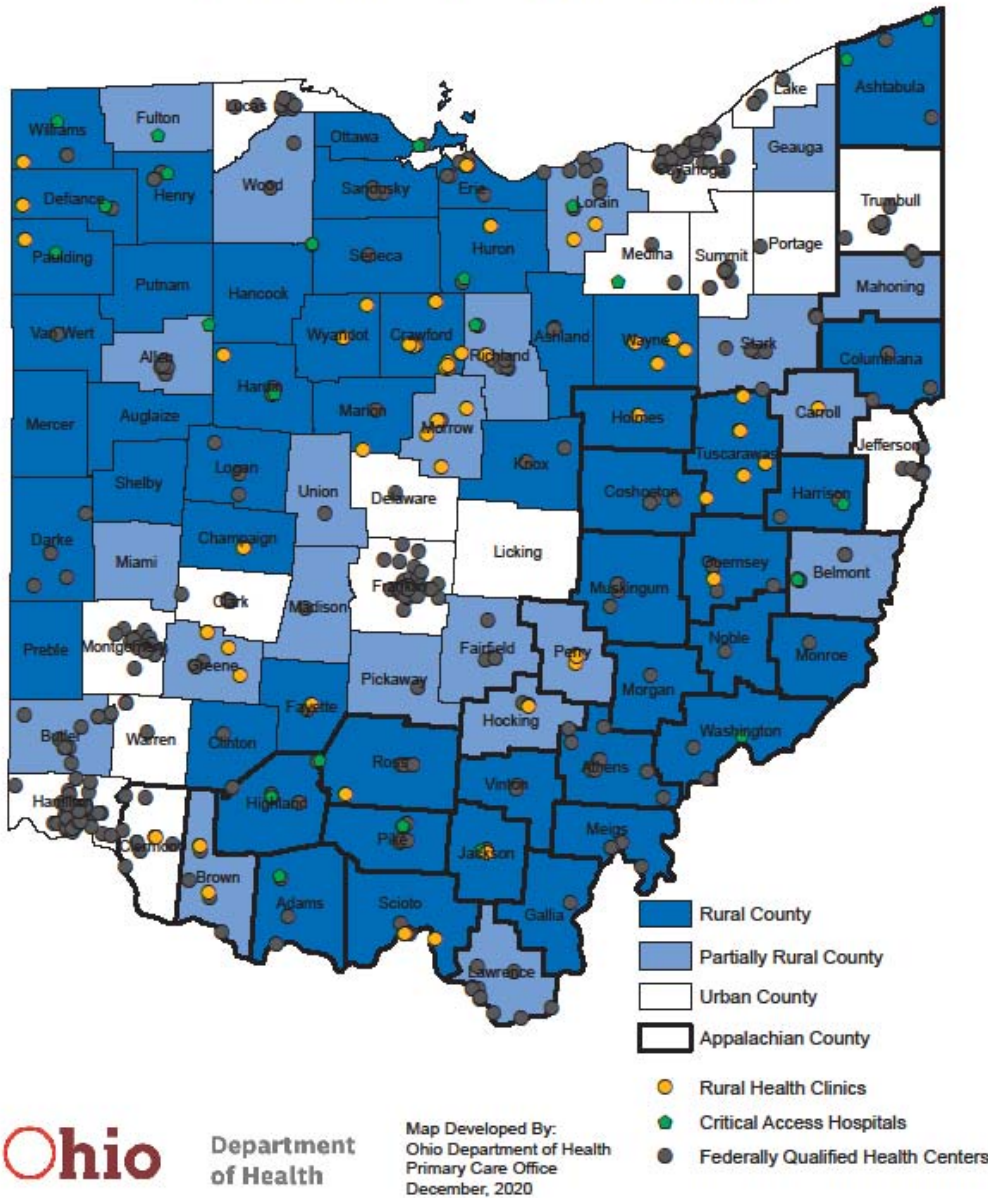 Lake
Ashtabula
Williams
Fulton
Lucas
Ottawa
Geauga
Cuyahoga
Henry
Wood
Sandusky
Erie
Lorain
Trumbull
Defiance
Portage
Medina
Summit
Huron
Seneca
Paulding
Putnam
Hancock
Mahoning
Van Wert
Wyandot
Crawford
Ashland
Wayne
Richland
Stark
Allen
Columbiana
Hardin
Mercer
Auglaize
Marion
Holmes
Carroll
Morrow
Jefferson
Tuscarawas
Knox
Logan
Shelby
Union
Delaware
Coshocton
Harrison
Darke
Champaign
Licking
Miami
Guernsey
Belmont
Franklin
Muskingum
Clark
Madison
Noble
Preble
Montgomery
Fairfield
Perry
Monroe
Greene
Pickaway
Morgan
Fayette
Hocking
Butler
Warren
Clinton
Washington
Ross
Athens
Vinton
Hamilton
Highland
Meigs
Clermont
Pike
Jackson
Brown
Adams
Scioto
Gallia
Lawrence
Rural County
Partially Rural County
Urban County
Appalachian County
Rural Health Clinics
Critical Access Hospitals
Federally Qualified Health Centers
Ohio
Department
of Health
Map Developed By:
Ohio Department of Health
Primary Care Office
December, 2020